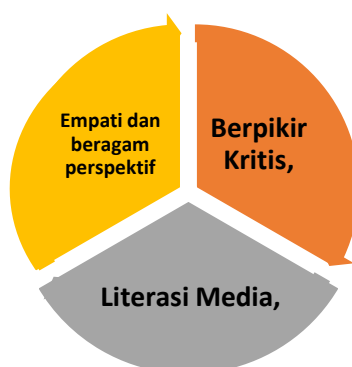 Empati dan
beragam
perspektif
Berpikir
Kritis,
Literasi Media,